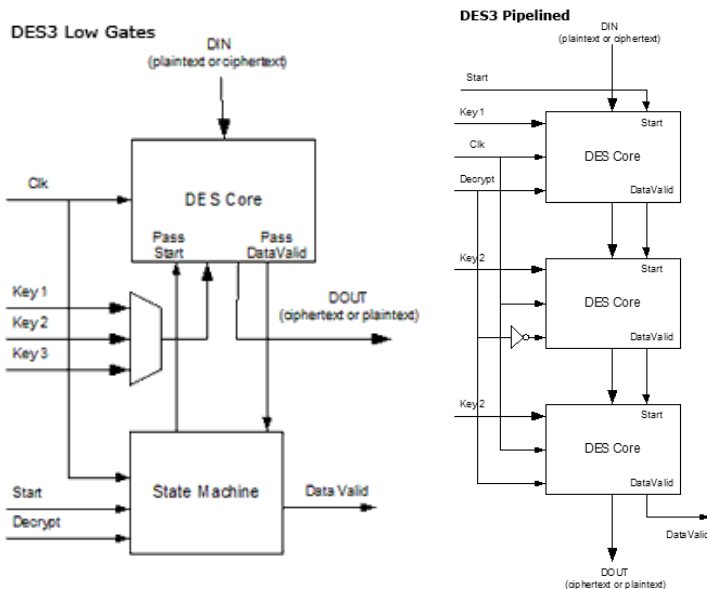 DES3 Low Gates
DIN
(plaintext or ciphertext)
Clk
DES Core
Pass
Start
Pass
DataValid
Key 1
Key 2
Key 3
DOUT
(ciphertext or plaintext)
State Machine
Start
Decrypt
Data Valid
DES3 Pipelined
DIN
(plaintext or ciphertext)
Start
Key 1
Start
Clk
DES Core
Decrypt
DataValid
Key 2
Start
DES Core
DataValid
Key 2
Start
DES Core
DataValid
DataValid
DOUT
(ciphertext or plaintext)